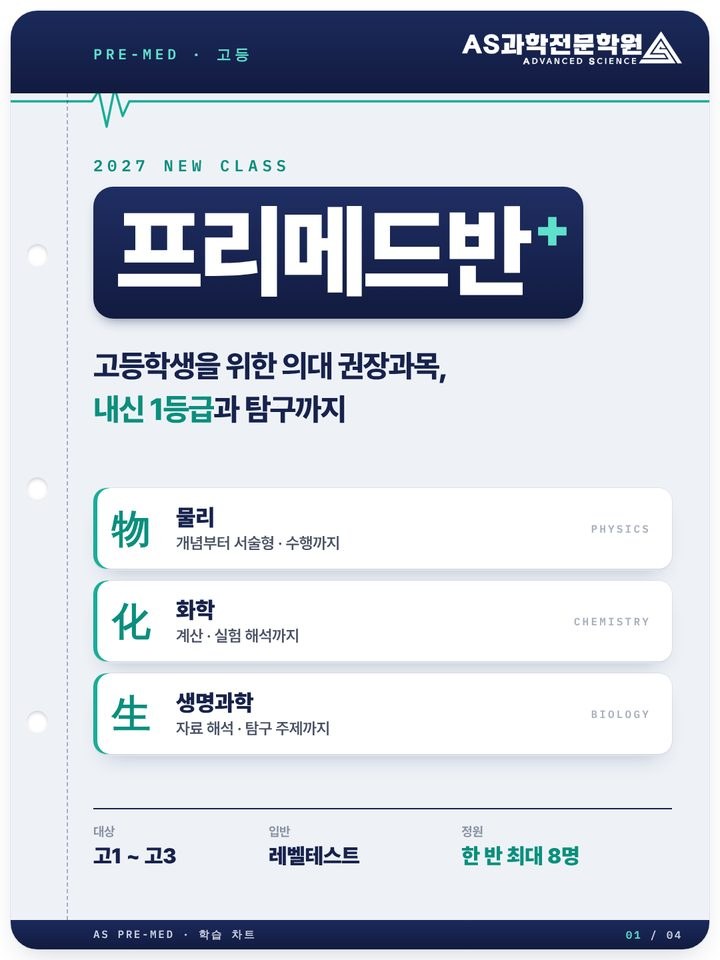 PRE-MED · 고등
AS과학전문학원
ADVANCED SCIENCE
2027 NEW CLASS
프리메드반+
고등학생을 위한 의대 권장과목,
내신 1등급과 탐구까지
物
물리
개념부터 서술형 · 수행까지
PHYSICS
化
화학
계산 · 실험 해석까지
CHEMISTRY
生
생명과학
자료 해석 · 탐구 주제까지
BIOLOGY
대상
고1 ~ 고3
입반
레벨테스트
정원
한 반 최대 8명
AS PRE-MED · 학습 차트
01 / 04